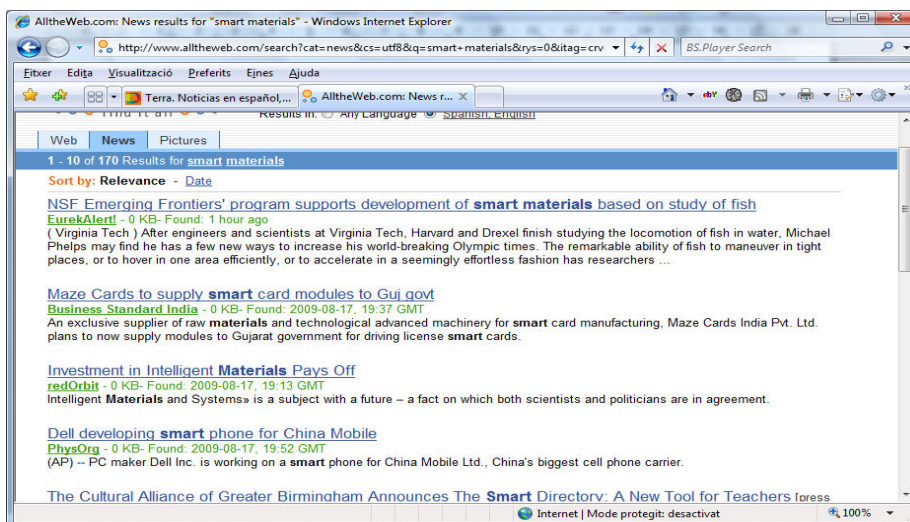 AlltheWeb.com: News results for "smart materials" - Windows Internet Explorer
http://www.alltheweb.com/search?cat=news&cs=utf8&q=smart+materials&rys=0&itag=crv
BS.Player Search
Fitxer Edita Visualització Preferits Eines Ajuda
Terra. Noticias en español,... AlltheWeb.com: News r... X ebY
find it all Results in: Any Language Spanish, English
Web News Pictures
1 - 10 of 170 Results for smart materials
Sort by: Relevance - Date
NSF Emerging Frontiers' program supports development of smart materials based on study of fish
EurekAlert! - 0 KB- Found: 1 hour ago
( Virginia Tech ) After engineers and scientists at Virginia Tech, Harvard and Drexel finish studying the locomotion of fish in water, Michael
Phelps may find he has a few new ways to increase his world-breaking Olympic times. The remarkable ability of fish to maneuver in tight
places, or to hover in one area efficiently, or to accelerate in a seemingly effortless fashion has researchers ...
Maze Cards to supply smart card modules to Guj govt
Business Standard India - 0 KB- Found: 2009-08-17, 19:37 GMT
An exclusive supplier of raw materials and technological advanced machinery for smart card manufacturing, Maze Cards India Pvt. Ltd.
plans to now supply modules to Gujarat government for driving license smart cards.
Investment in Intelligent Materials Pays Off
redOrbit - 0 KB- Found: 2009-08-17, 19:13 GMT
Intelligent Materials and Systems» is a subject with a future – a fact on which both scientists and politicians are in agreement.
Dell developing smart phone for China Mobile
PhysOrg - 0 KB- Found: 2009-08-17, 19:52 GMT
(AP) -- PC maker Dell Inc. is working on a smart phone for China Mobile Ltd., China's biggest cell phone carrier.
The Cultural Alliance of Greater Birmingham Announces The Smart Directory: A New Tool for Teachers [press
Internet | Mode protegit: desactivat 100%